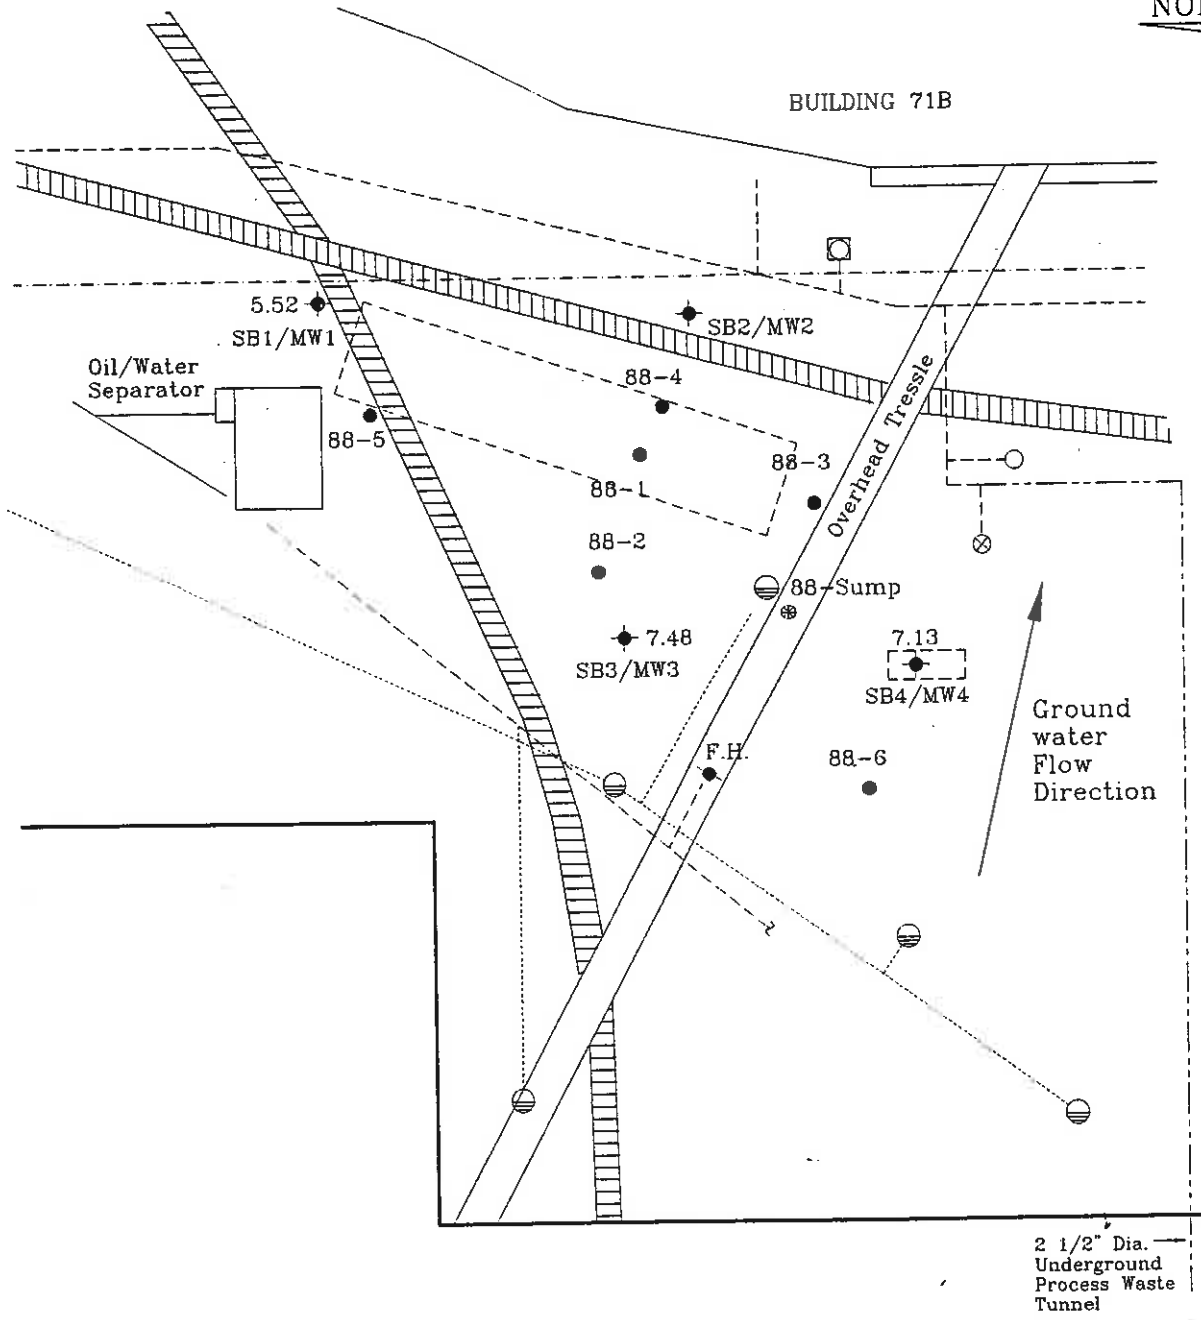 BUILDING 71B
5.52
SB1/MW1
SB2/MW2
Oil/Water
Separator
88-4
88-5
88-3
88-1
Overhead Tressle
88-2
88-Sump
7.48
SB3/MW3
7.13
SB4/MW4
Ground
water
Flow
Direction
F.H.
88-6
2 1/2" Dia.
Underground
Process Waste
Tunnel